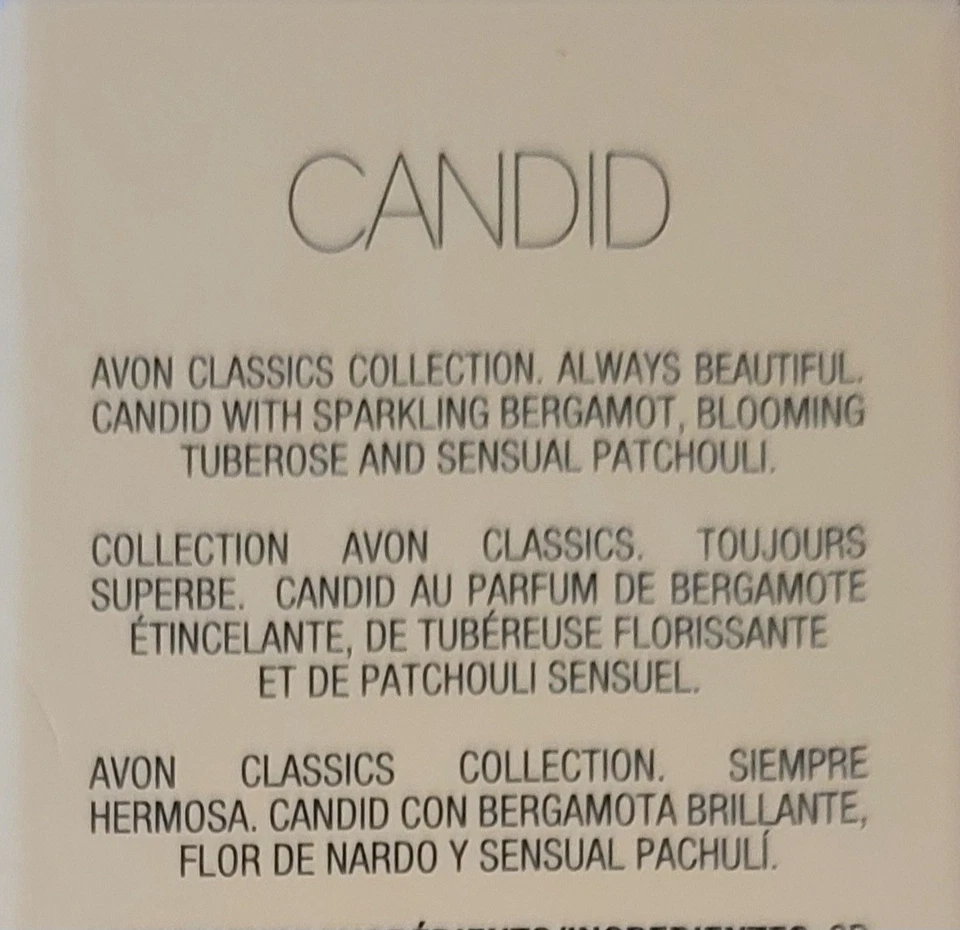 CANDID
AVON CLASSICS COLLECTION. ALWAYS BEAUTIFUL.
CANDID WITH SPARKLING BERGAMOT, BLOOMING
TUBEROSE AND SENSUAL PATCHOULI.
COLLECTION AVON CLASSICS. TOUJOURS
SUPERBE. CANDID AU PARFUM DE BERGAMOTE
ÉTINCELANTE, DE TUBÉREUSE FLORISSANTE
ET DE PATCHOULI SENSUEL.
AVON CLASSICS COLLECTION. SIEMPRE
HERMOSA. CANDID CON BERGAMOTA BRILLANTE,
FLOR DE NARDO Y SENSUAL PACHULÍ.